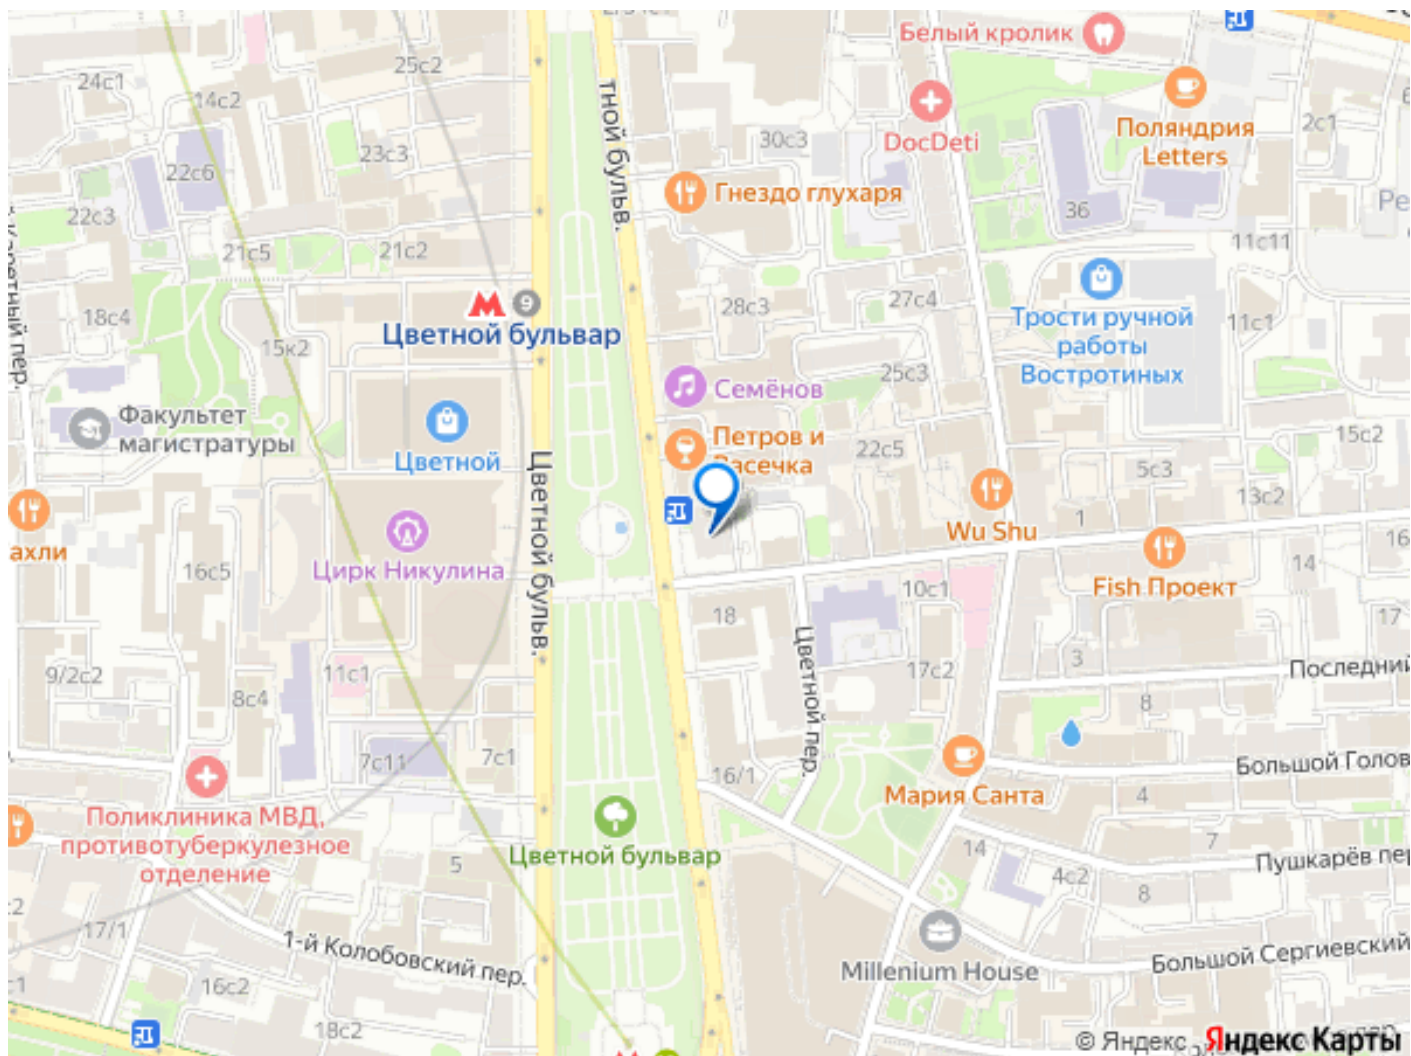 Белый кролик
24с1
25с2
14с2
тной бульв.
30с3
DocDeti
Поляндрия
Letters
2с1
23с3
22с6
Гнездо глухаря
36
22с3
21с5
21с2
11с11
18с4
9
Цветной бульвар
28с3
27с4
Трости ручной
работы
Востротиных
11с1
15к2
Семёнов
25с3
Факультет
магистратуры
Цветной
Петров и
22с5
15с2
5с3
13с2
Цветной бульв.
Wu Shu
1
16
Цирк Никулина
16с5
10с1
Fish Проект
14
18
17
Цветной пер.
3
17с2
Последний
9/2с2
11с1
8с4
8
7с11
7с1
16/1
Большой Голов
Мария Санта
4
Поликлиника МВД,
противотуберкулезное
отделение
Цветной бульвар
5
14
7
Пушкарёв пер
4с2
8
17/1
1-й Колобовский пер.
Millenium House
Большой Сергиевский
16с2
18с2
© Яндекс Яндекс Карты